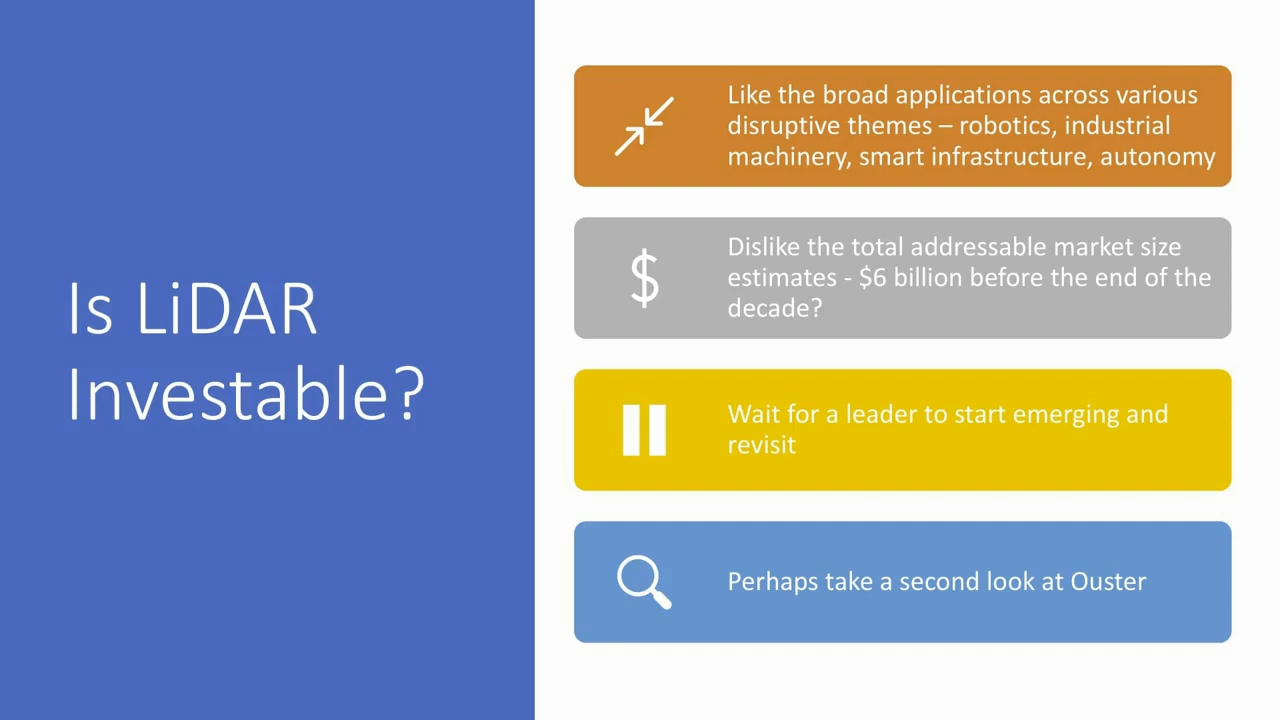 Is LiDAR
Investable?
Like the broad applications across various
disruptive themes – robotics, industrial
machinery, smart infrastructure, autonomy
$
Dislike the total addressable market size
estimates - $6 billion before the end of the
decade?
Wait for a leader to start emerging and
revisit
Perhaps take a second look at Ouster